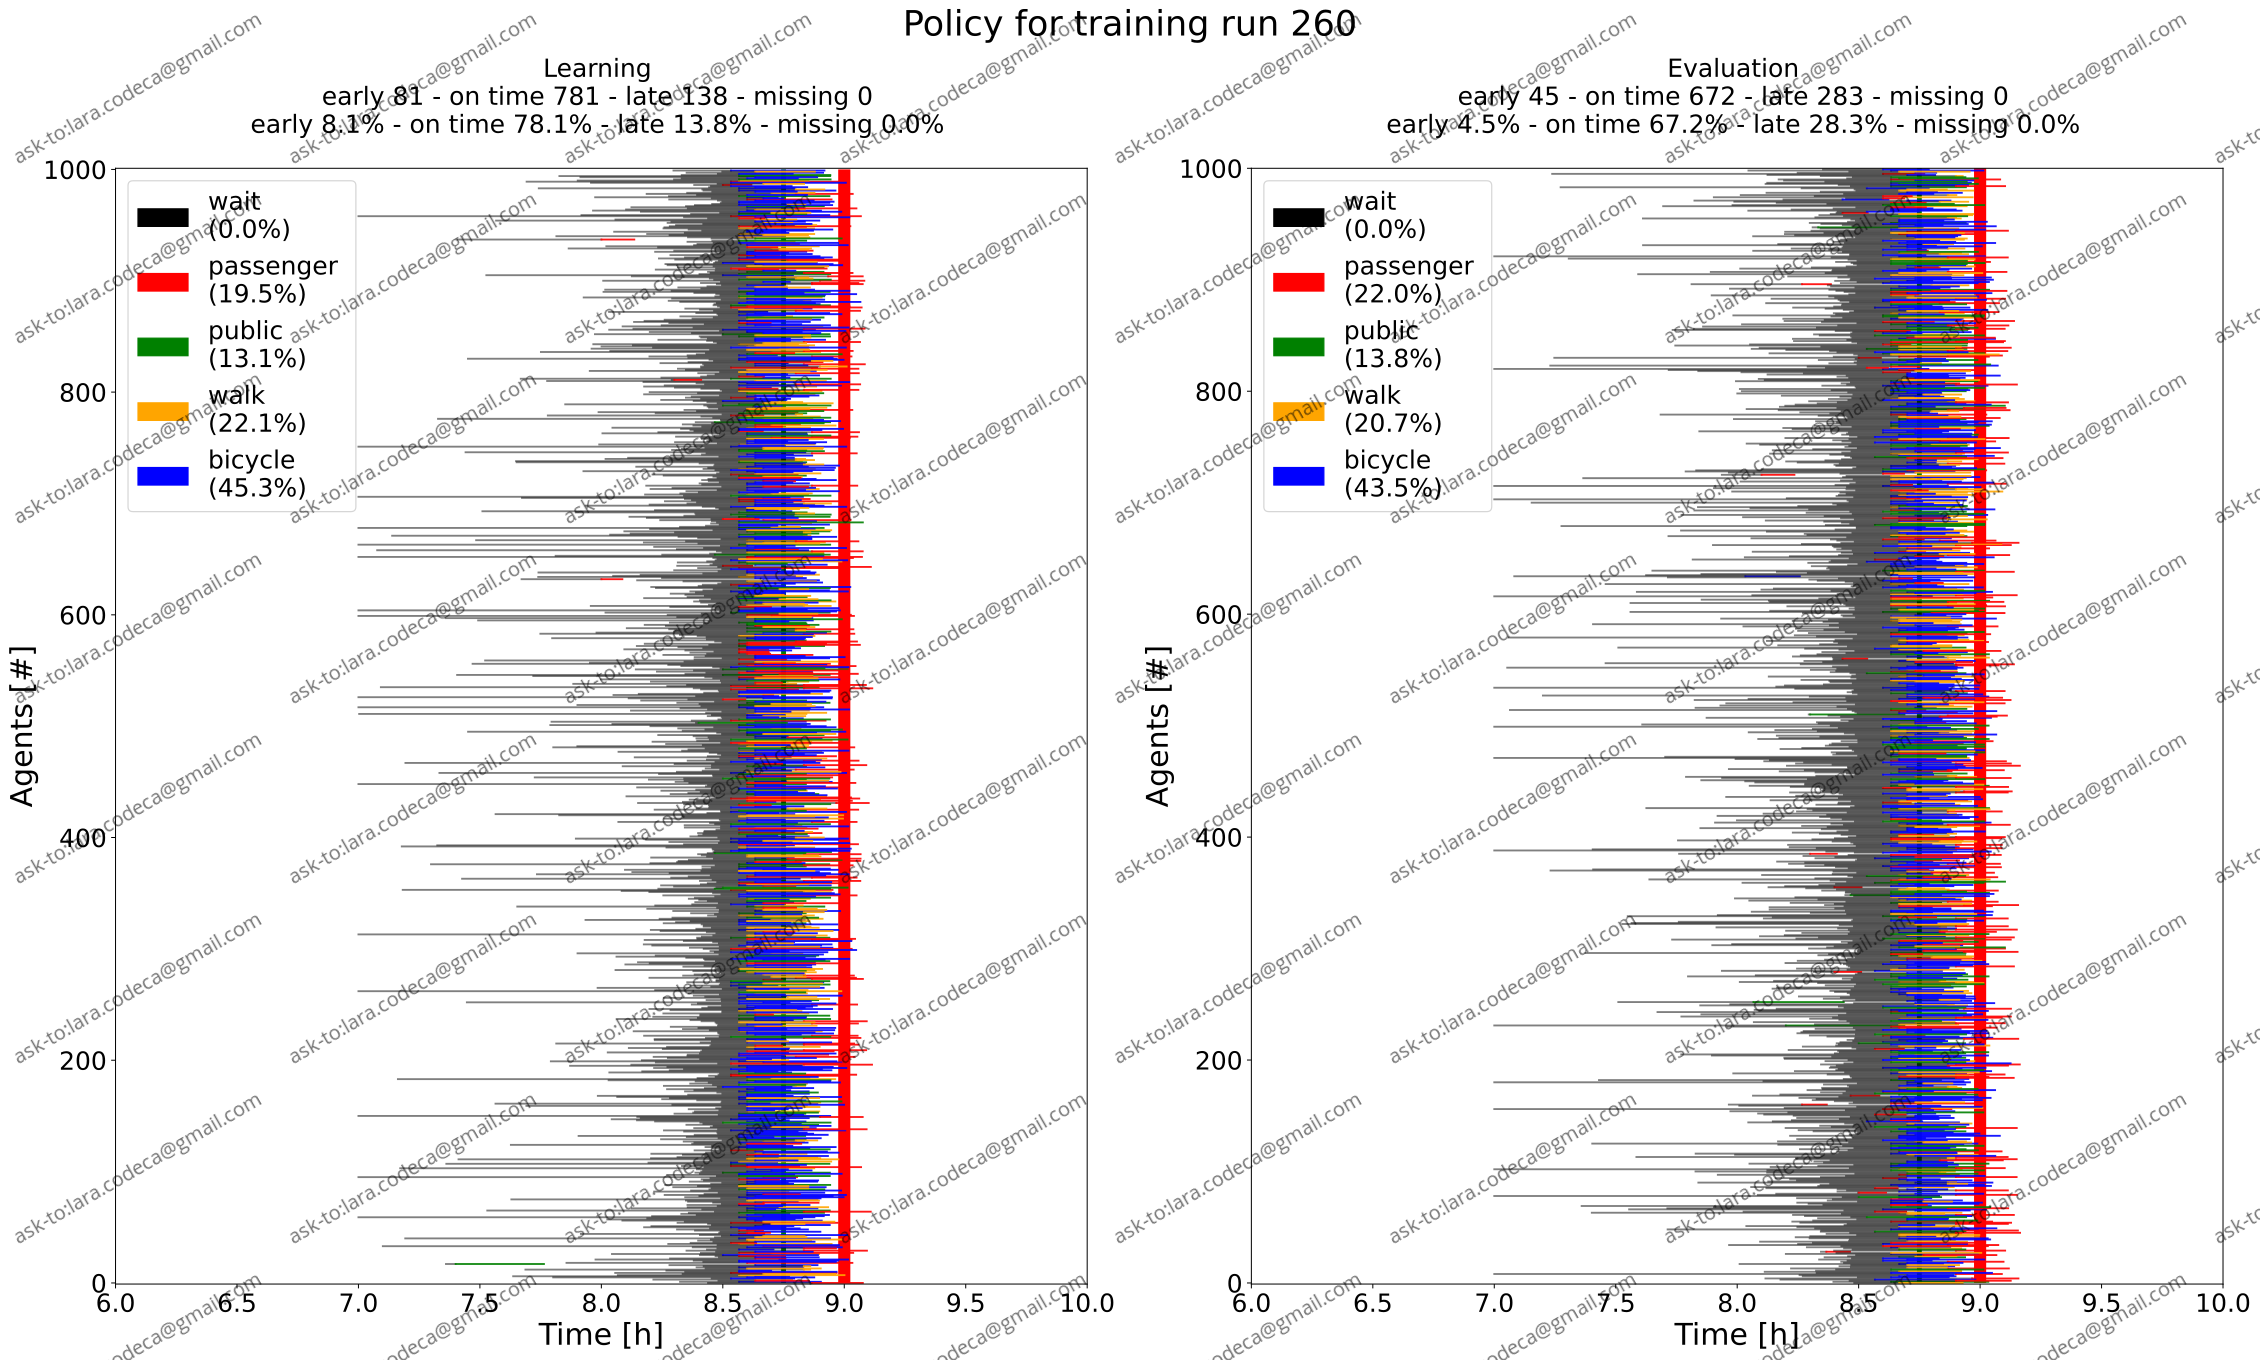 Policy for training run 260
Learning
early 81 - on time 781 - late 138 - missing 0
early 8.1% - on time 78.1% - late 13.8% - missing 0.0%
Agents[#]
1000
800
600
400
200
0
wait
(0.0%)
passenger
(19.5%)
public
(13.1%)
walk
(22.1%)
bicycle
(45.3%)
6.0 6.5 7.0 7.5 8.0 8.5 9.0 9.5 10.0
Time [h]
Evaluation
early 45 - on time 672 - late 283 - missing 0
early 4.5% - on time 67.2% - late 28.3% - missing 0.0%
Agents [#]
1000
800
600
400
200
0
wait
(0.0%)
passenger
(22.0%)
public
(13.8%)
walk
(20.7%)
bicycle
(43.5%)
6.0 6.5 7.0 7.5 8.0 8.5 9.0 9.5 10.0
Time [h]
ask-to:lara.codeca@gmail.com